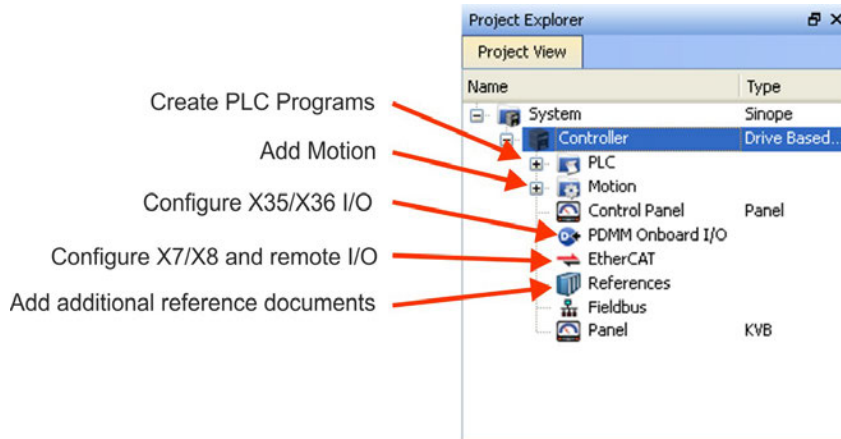 Project Explorer
Project View
Name Type
System Sinope
Controller Drive Based...
Create PLC Programs
PLC
Add Motion
Motion
Control Panel Panel
Configure X35/X36 I/O
PDMM Onboard I/O
Configure X7/X8 and remote I/O
EtherCAT
Add additional reference documents
References
Fieldbus
Panel KVB